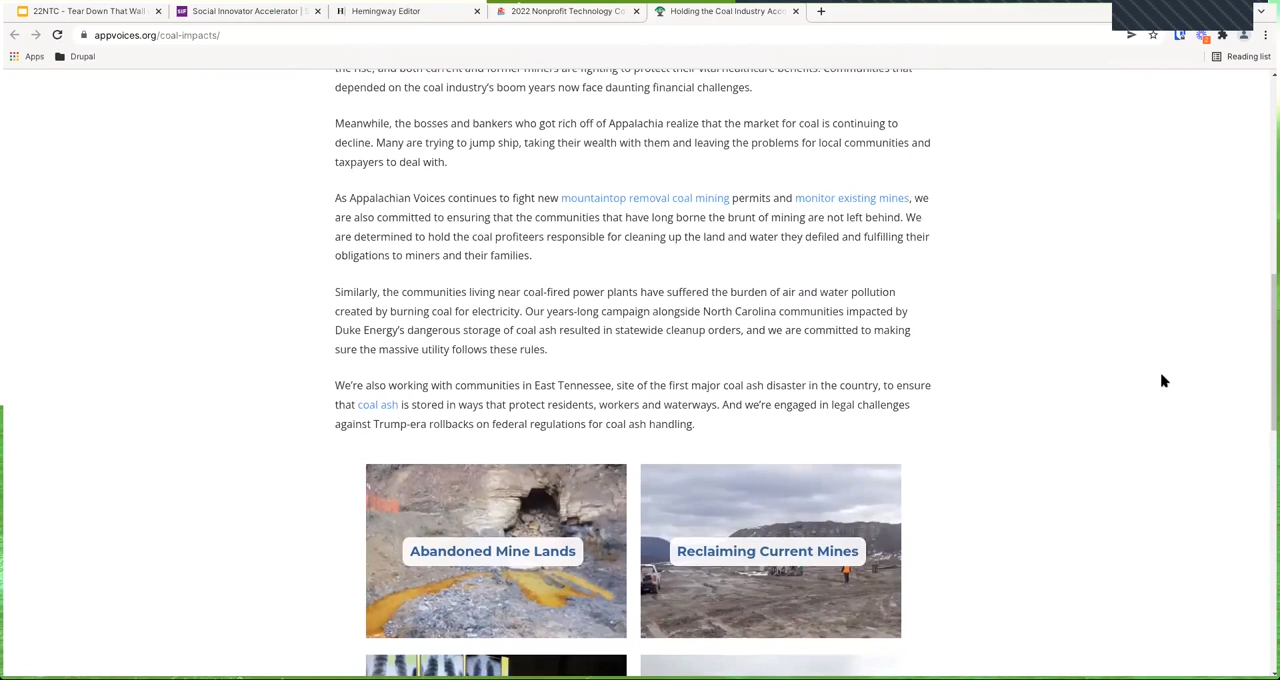 22NTC - Tear Down That Wall
Social Innovator Accelerator | S
Hemingway Editor
2022 Nonprofit Technology Co
Holding the Coal Industry Acco
appvoices.org/coal-impacts/
Apps
Drupal
Reading list
the rise, and both current and former miners are fighting to protect their vital healthcare benefits. Communities that
depended on the coal industry's boom years now face daunting financial challenges.
Meanwhile, the bosses and bankers who got rich off of Appalachia realize that the market for coal is continuing to
decline. Many are trying to jump ship, taking their wealth with them and leaving the problems for local communities and
taxpayers to deal with.
As Appalachian Voices continues to fight new mountaintop removal coal mining permits and monitor existing mines, we
are also committed to ensuring that the communities that have long borne the brunt of mining are not left behind. We
are determined to hold the coal profiteers responsible for cleaning up the land and water they defiled and fulfilling their
obligations to miners and their families.
Similarly, the communities living near coal-fired power plants have suffered the burden of air and water pollution
created by burning coal for electricity. Our years-long campaign alongside North Carolina communities impacted by
Duke Energy's dangerous storage of coal ash resulted in statewide cleanup orders, and we are committed to making
sure the massive utility follows these rules.
We're also working with communities in East Tennessee, site of the first major coal ash disaster in the country, to ensure
that coal ash is stored in ways that protect residents, workers and waterways. And we're engaged in legal challenges
against Trump-era rollbacks on federal regulations for coal ash handling.
Abandoned Mine Lands
Reclaiming Current Mines